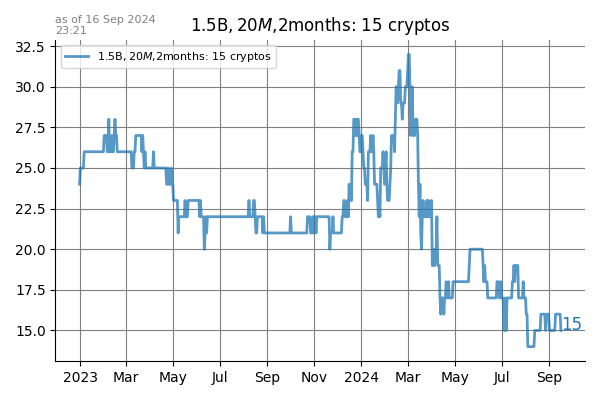 as of 16 Sep 2024
23:21
1.5B, 20M,2months: 15 cryptos
1.5B, 20M,2months: 15 cryptos
32.5
30.0
27.5
25.0
22.5
20.0
17.5
15.0
15
2023 Mar May Jul Sep Nov 2024 Mar May Jul Sep